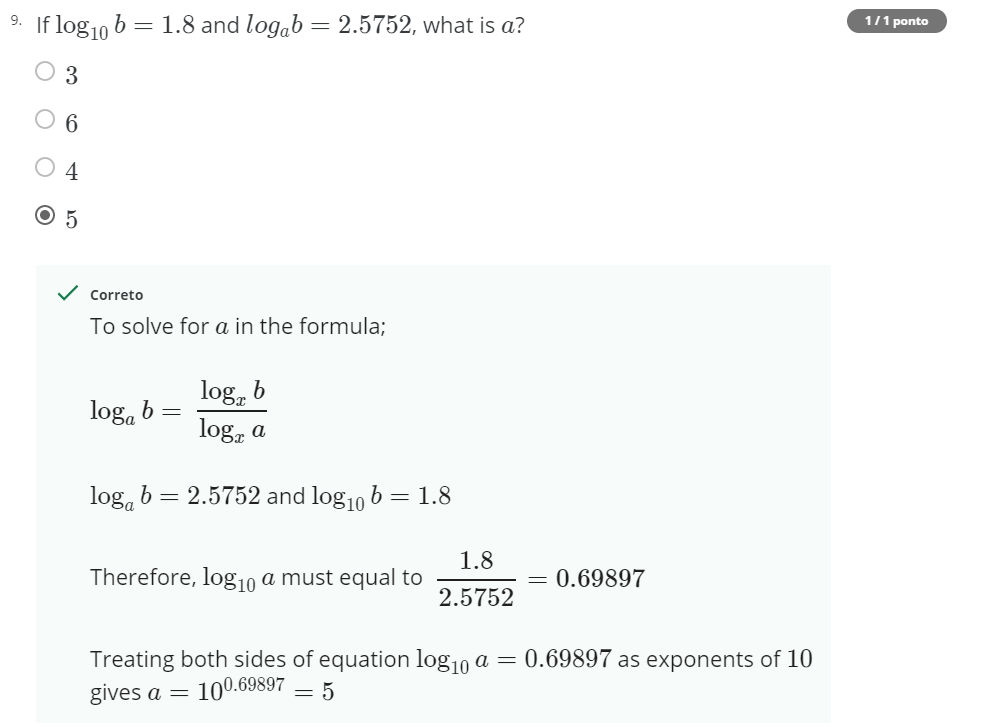 9. If log₁₀ b = 1.8 and logₐb = 2.5752, what is a?
1 / 1 ponto
3
6
4
5
Correto
To solve for a in the formula;
logₐ b = logₓ b / logₓ a
logₐ b = 2.5752 and log₁₀ b = 1.8
Therefore, log₁₀ a must equal to 1.8 / 2.5752 = 0.69897
Treating both sides of equation log₁₀ a = 0.69897 as exponents of 10
gives a = 10^0.69897 = 5